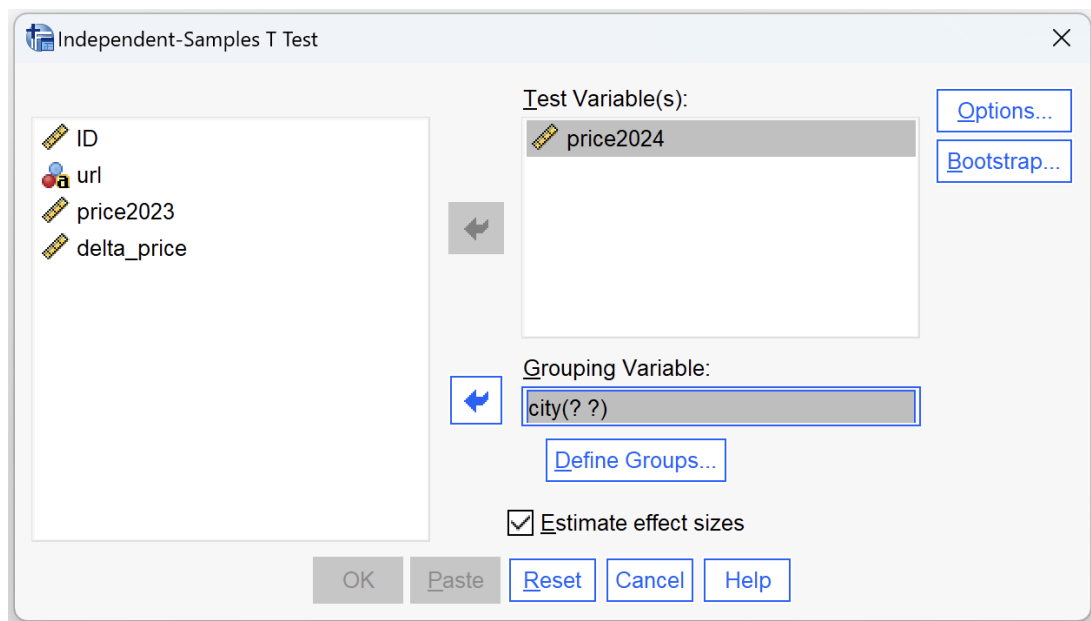 Independent-Samples T Test
ID
url
price2023
delta_price
Test Variable(s):
price2024
Grouping Variable:
city(? ?)
Define Groups...
Estimate effect sizes
Options...
Bootstrap...
OK
Paste
Reset
Cancel
Help